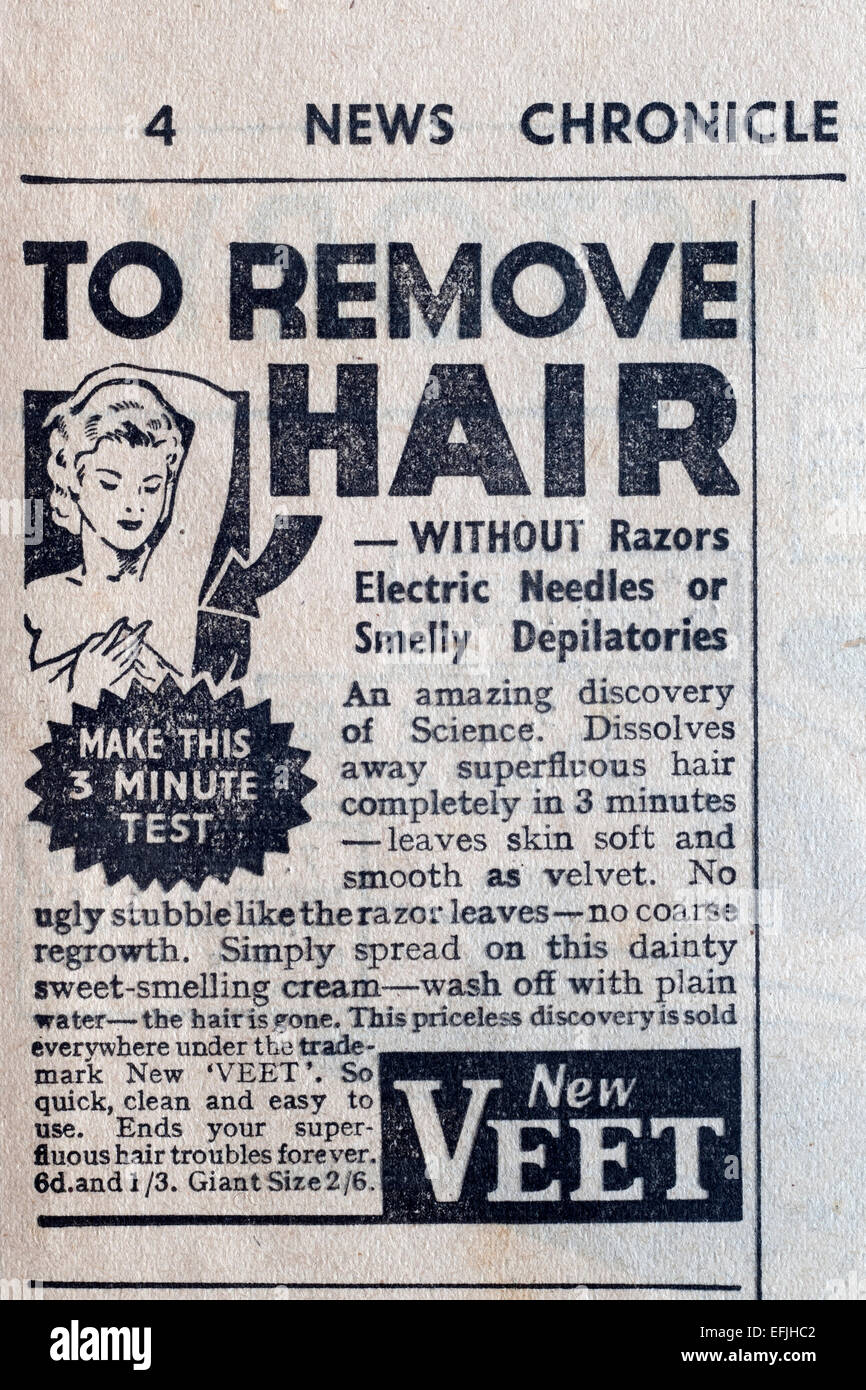 4 NEWS CHRONICLE
TO REMOVE
HAIR
— WITHOUT Razors
Electric Needles or
Smelly Depilatories
MAKE THIS
3 MINUTE
TEST
An amazing discovery
of Science. Dissolves
away superfluous hair
completely in 3 minutes
—leaves skin soft and
smooth as velvet. No
ugly stubble like the razor leaves—no coarse
regrowth. Simply spread on this dainty
sweet-smelling cream—wash off with plain
water—the hair is gone. This priceless discovery is sold
everywhere under the trade-
mark New ‘VEET’. So
quick, clean and easy to
use. Ends your super-
fluous hair troubles forever.
6d. and 1/3. Giant Size 2/6.
New
VEET
alamy
Image ID: EFJHC2
www.alamy.com